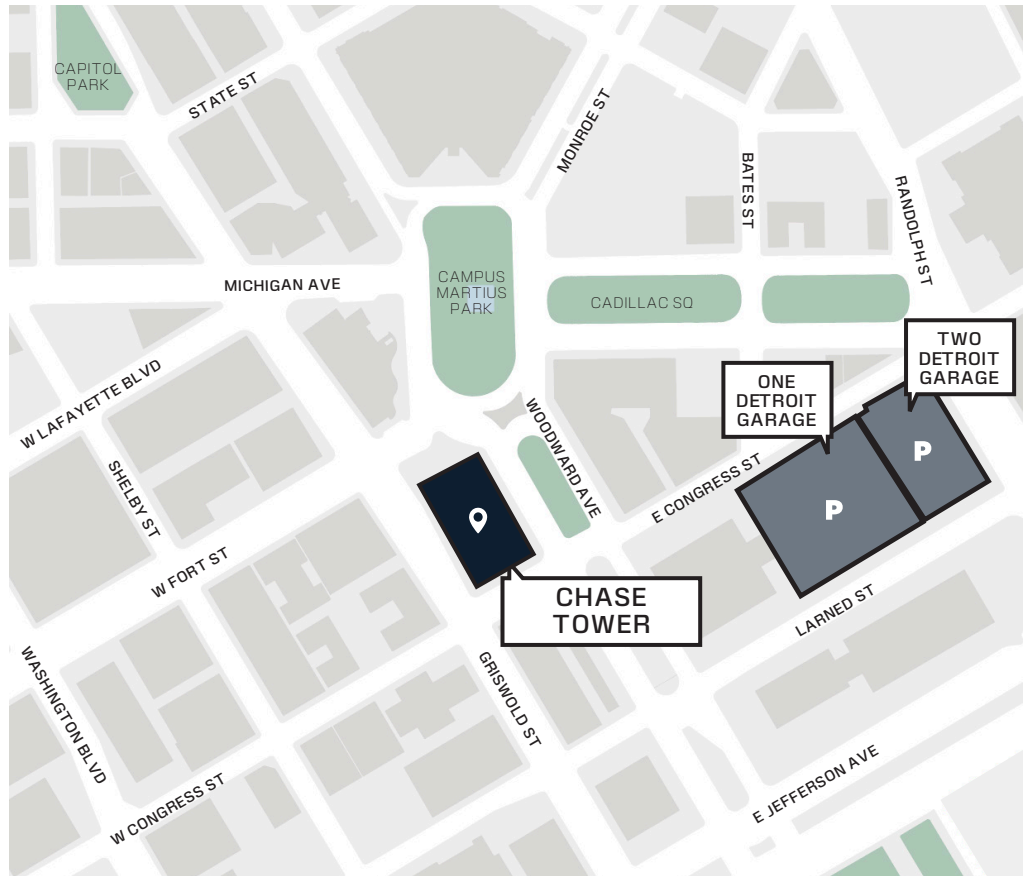 CAPITOL
PARK
STATE ST
MONROE ST
BATES ST
RANDOLPH ST
MICHIGAN AVE
CAMPUS
MARTIUS
PARK
CADILLAC SQ
TWO
DETROIT
GARAGE
ONE
DETROIT
GARAGE
W LAFAYETTE BLVD
WOODWARD AVE
SHELBY ST
E CONGRESS ST
P
P
W FORT ST
CHASE
TOWER
LARNED ST
WASHINGTON BLVD
GRISWOLD ST
W CONGRESS ST
E JEFFERSON AVE